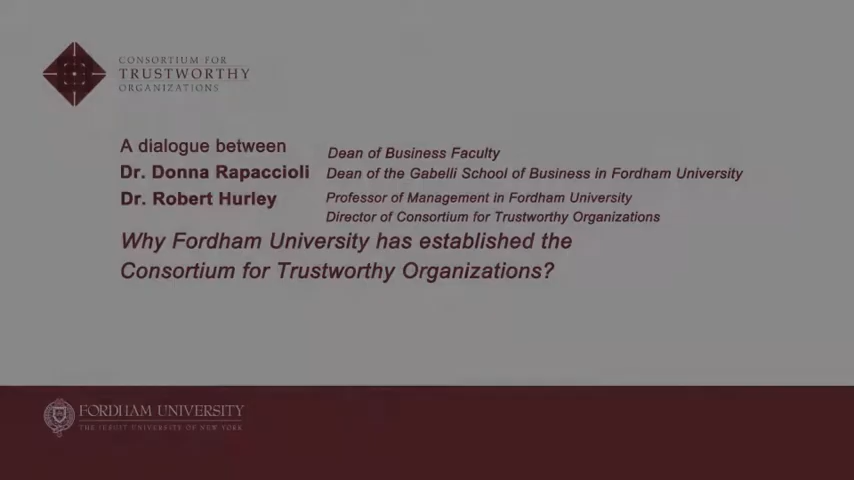 CONSORTIUM FOR
TRUSTWORTHY
ORGANIZATIONS
A dialogue between
Dean of Business Faculty
Dr. Donna Rapaccioli Dean of the Gabelli School of Business in Fordham University
Dr. Robert Hurley Professor of Management in Fordham University
Director of Consortium for Trustworthy Organizations
Why Fordham University has established the
Consortium for Trustworthy Organizations?
FORDHAM UNIVERSITY
THE JESUIT UNIVERSITY OF NEW YORK